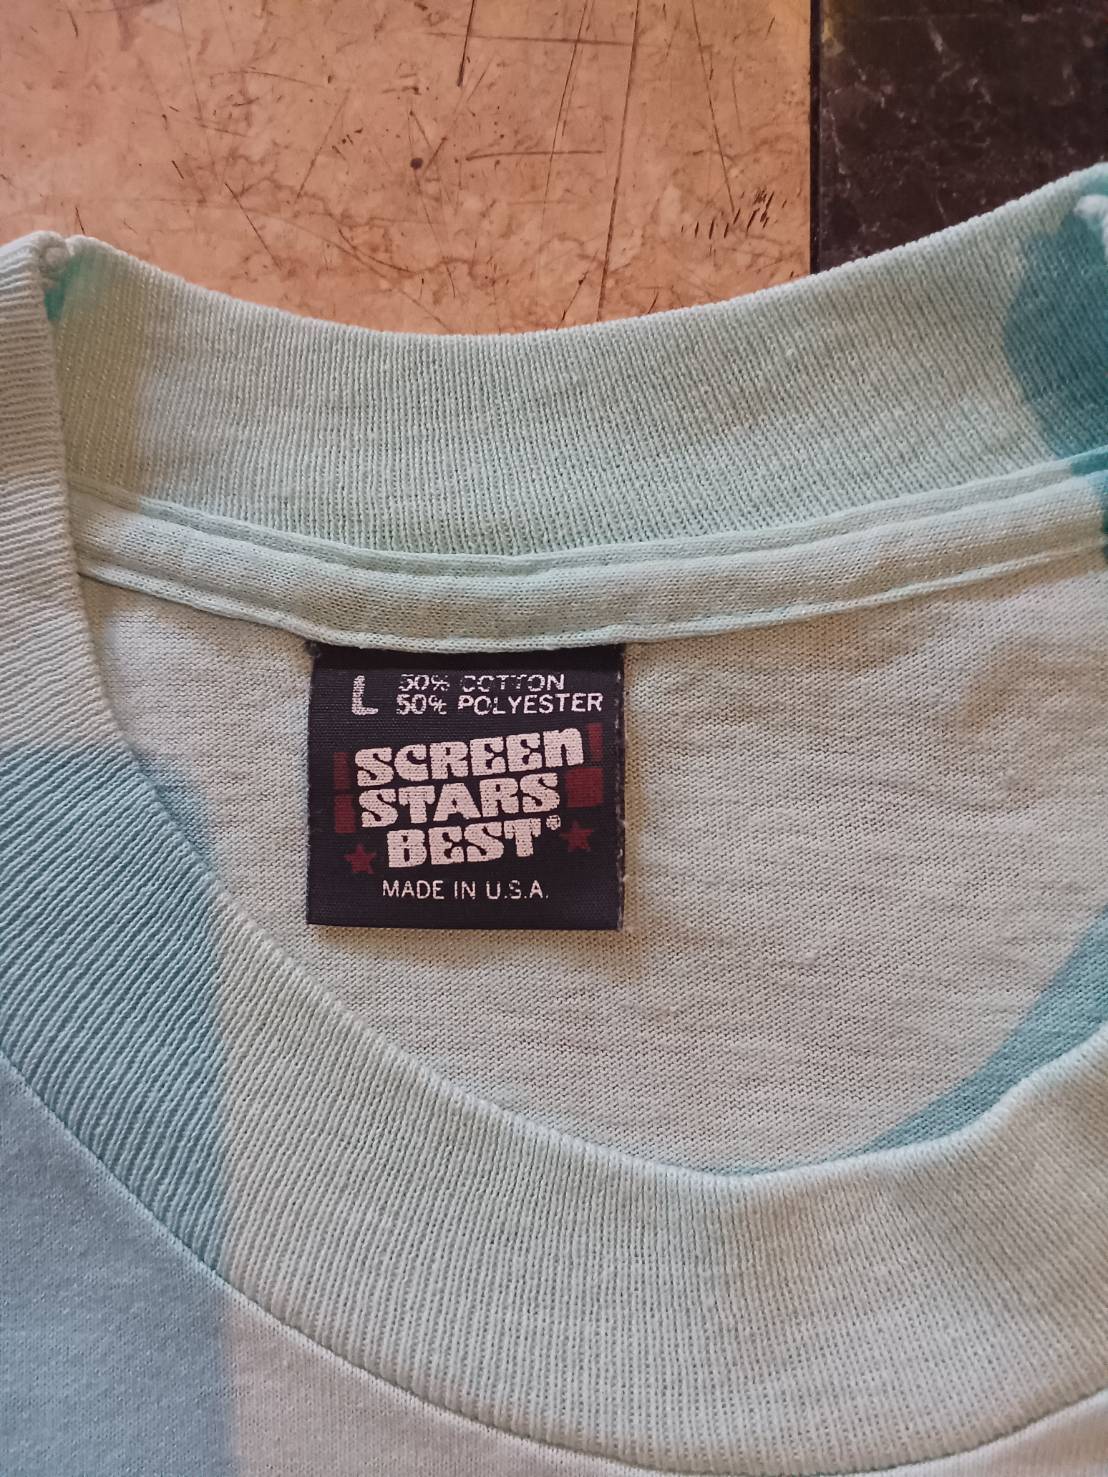 L 50% COTTON
50% POLYESTER
SCREEN
STARS
BEST®
MADE IN U.S.A.